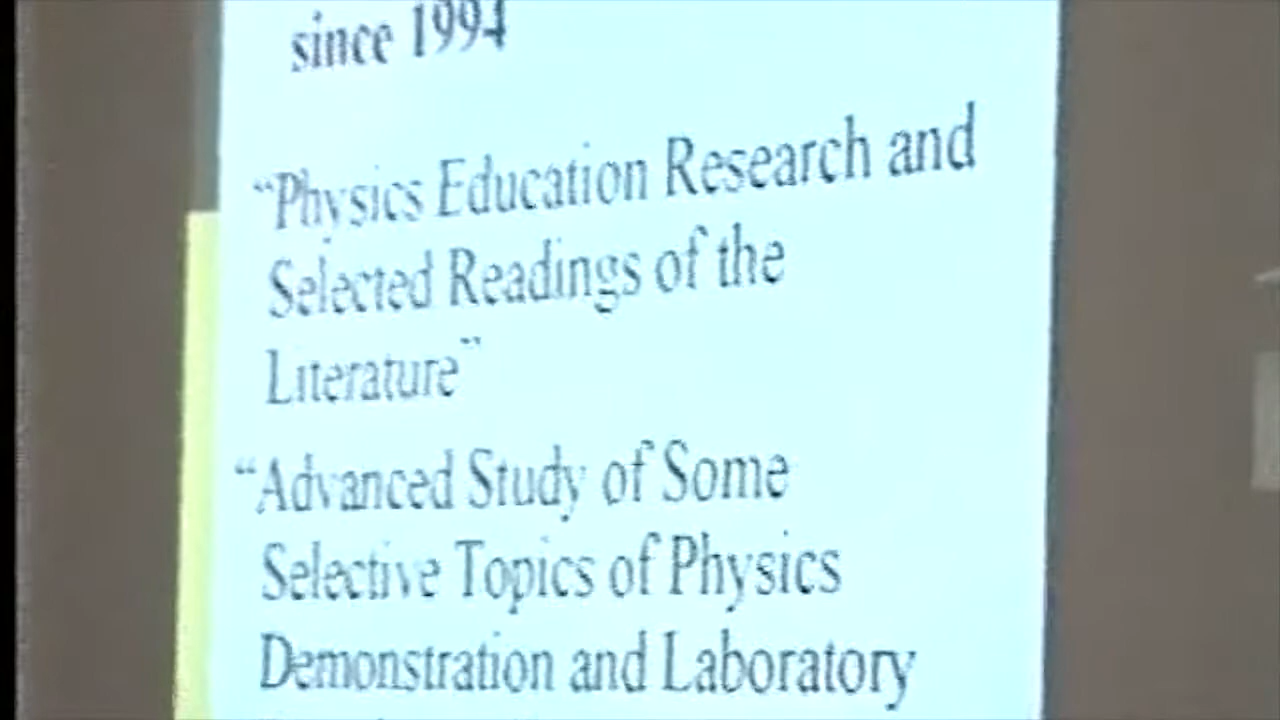 since 1994
“Physics Education Research and
Selected Readings of the
Literature”
“Advanced Study of Some
Selective Topics of Physics
Demonstration and Laboratory